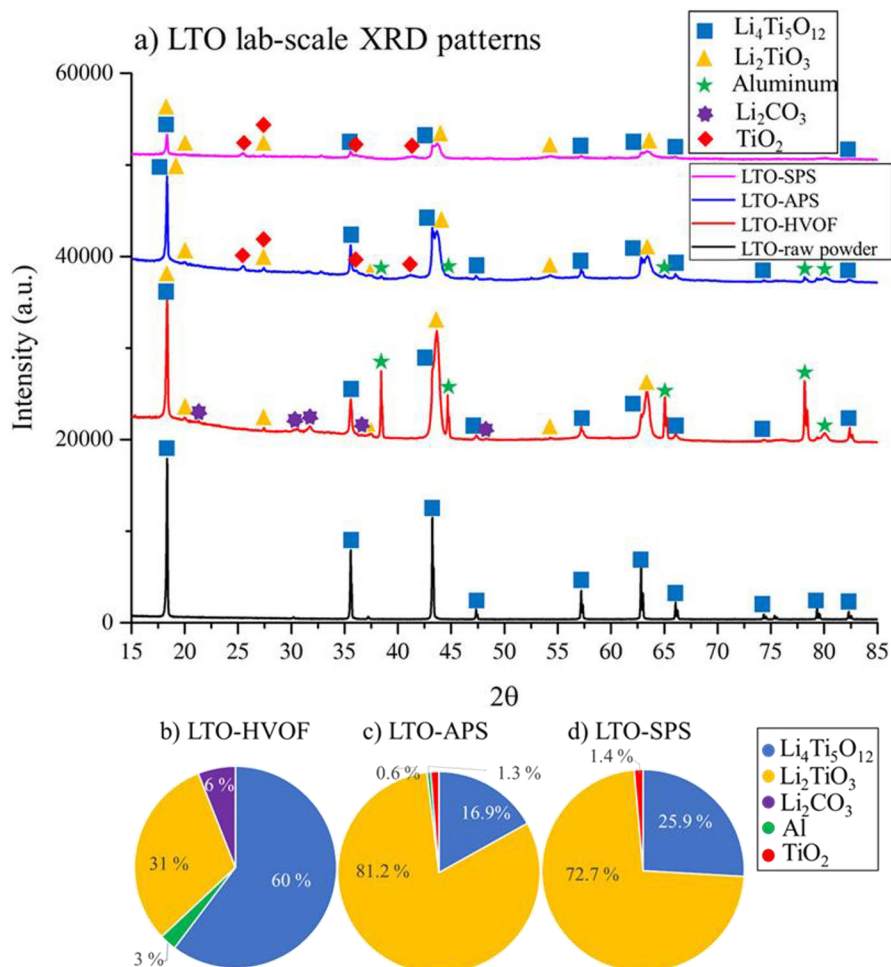 a) LTO lab-scale XRD patterns
Li₄Ti₅O₁₂
Li₂TiO₃
Aluminum
Li₂CO₃
TiO₂
LTO-SPS
LTO-APS
LTO-HVOF
LTO-raw powder
Intensity (a.u.)
60000
40000
20000
0
15 20 25 30 35 40 45 50 55 60 65 70 75 80 85
2θ
b) LTO-HVOF c) LTO-APS d) LTO-SPS
6 %
31 %
60 %
3 %
0.6 % 1.3 %
16.9%
81.2 %
1.4 %
25.9 %
72.7 %
Li₄Ti₅O₁₂
Li₂TiO₃
Li₂CO₃
Al
TiO₂